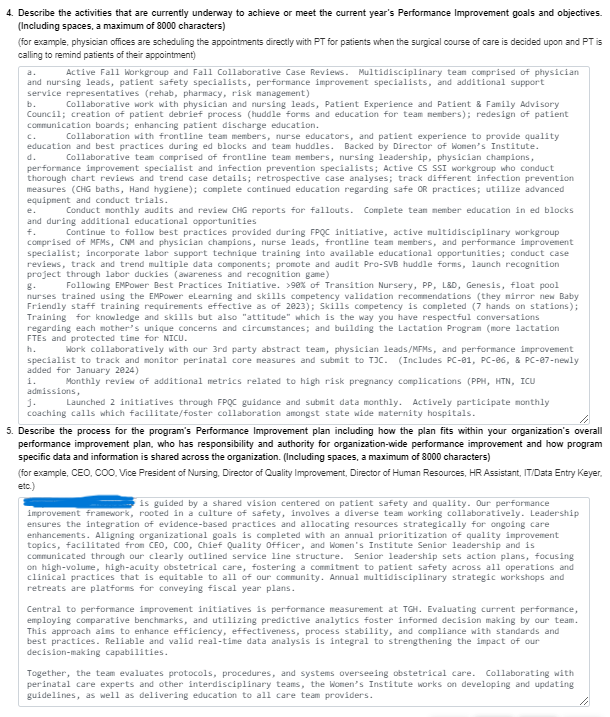 4. Describe the activities that are currently underway to achieve or meet the current year's Performance Improvement goals and objectives.
(Including spaces, a maximum of 8000 characters)
(for example, physician offices are scheduling the appointments directly with PT for patients when the surgical course of care is decided upon and PT is
calling to remind patients of their appointment)
a. Active Fall Workgroup and Fall Collaborative Case Reviews. Multidisciplinary team comprised of physician
and nursing leads, patient safety specialists, performance improvement specialists, and additional support
service representatives (rehab, pharmacy, risk management)
b. Collaborative work with physician and nursing leads, Patient Experience and Patient & Family Advisory
Council; creation of patient debrief process (huddle forms and education for team members); redesign of patient
communication boards; enhancing patient discharge education.
c. Collaboration with frontline team members, nurse educators, and patient experience to provide quality
education and best practices during ed blocks and team huddles. Backed by Director of Women's Institute.
d. Collaborative team comprised of frontline team members, nursing leadership, physician champions,
performance improvement specialist and infection prevention specialists; Active CS SSI workgroup who conduct
thorough chart reviews and trend case details; retrospective case analyses; track different infection prevention
measures (CHG baths, Hand hygiene); complete continued education regarding safe OR practices; utilize advanced
equipment and conduct trials.
e. Conduct monthly audits and review CHG reports for fallouts. Complete team member education in ed blocks
and during additional educational opportunities
f. Continue to follow best practices provided during FPQC initiative, active multidisciplinary workgroup
comprised of MFMs, CNM and physician champions, nurse leads, frontline team members, and performance improvement
specialist; incorporate labor support technique training into available educational opportunities; conduct case
reviews, track and trend multiple data components; promote and audit Pro-SVB huddle forms, launch recognition
project through labor duckies (awareness and recognition game)
g. Following EMPower Best Practices Initiative. >90% of Transition Nursery, PP, L&D, Genesis, float pool
nurses trained using the EMPower eLearning and skills competency validation recommendations (they mirror new Baby
Friendly staff training requirements effective as of 2023); Skills competency is completed (7 hands on stations);
Training for knowledge and skills but also "attitude" which is the way you have respectful conversations
regarding each mother's unique concerns and circumstances; and building the Lactation Program (more lactation
FTEs and protected time for NICU.
h. Work collaboratively with our 3rd party abstract team, physician leads/MFMs, and performance improvement
specialist to track and monitor perinatal core measures and submit to TJC. (Includes PC-01, PC-06, & PC-07-newly
added for January 2024)
i. Monthly review of additional metrics related to high risk pregnancy complications (PPH, HTN, ICU
admissions,
j. Launched 2 initiatives through FPQC guidance and submit data monthly. Actively participate monthly
coaching calls which facilitate/foster collaboration amongst state wide maternity hospitals.
5. Describe the process for the program's Performance Improvement plan including how the plan fits within your organization's overall
performance improvement plan, who has responsibility and authority for organization-wide performance improvement and how program
specific data and information is shared across the organization. (Including spaces, a maximum of 8000 characters)
(for example, CEO, COO, Vice President of Nursing, Director of Quality Improvement, Director of Human Resources, HR Assistant, IT/Data Entry Keyer,
etc.)
is guided by a shared vision centered on patient safety and quality. Our performance
improvement framework, rooted in a culture of safety, involves a diverse team working collaboratively. Leadership
ensures the integration of evidence-based practices and allocating resources strategically for ongoing care
enhancements. Aligning organizational goals is completed with an annual prioritization of quality improvement
topics, facilitated from CEO, COO, Chief Quality Officer, and Women's Institute Senior leadership and is
communicated through our clearly outlined service line structure. Senior leadership sets action plans, focusing
on high-volume, high-acuity obstetrical care, fostering a commitment to patient safety across all operations and
clinical practices that is equitable to all of our community. Annual multidisciplinary strategic workshops and
retreats are platforms for conveying fiscal year plans.
Central to performance improvement initiatives is performance measurement at TGH. Evaluating current performance,
employing comparative benchmarks, and utilizing predictive analytics foster informed decision making by our team.
This approach aims to enhance efficiency, effectiveness, process stability, and compliance with standards and
best practices. Reliable and valid real-time data analysis is integral to strengthening the impact of our
decision-making capabilities.
Together, the team evaluates protocols, procedures, and systems overseeing obstetrical care. Collaborating with
perinatal care experts and other interdisciplinary teams, the Women's Institute works on developing and updating
guidelines, as well as delivering education to all care team providers.